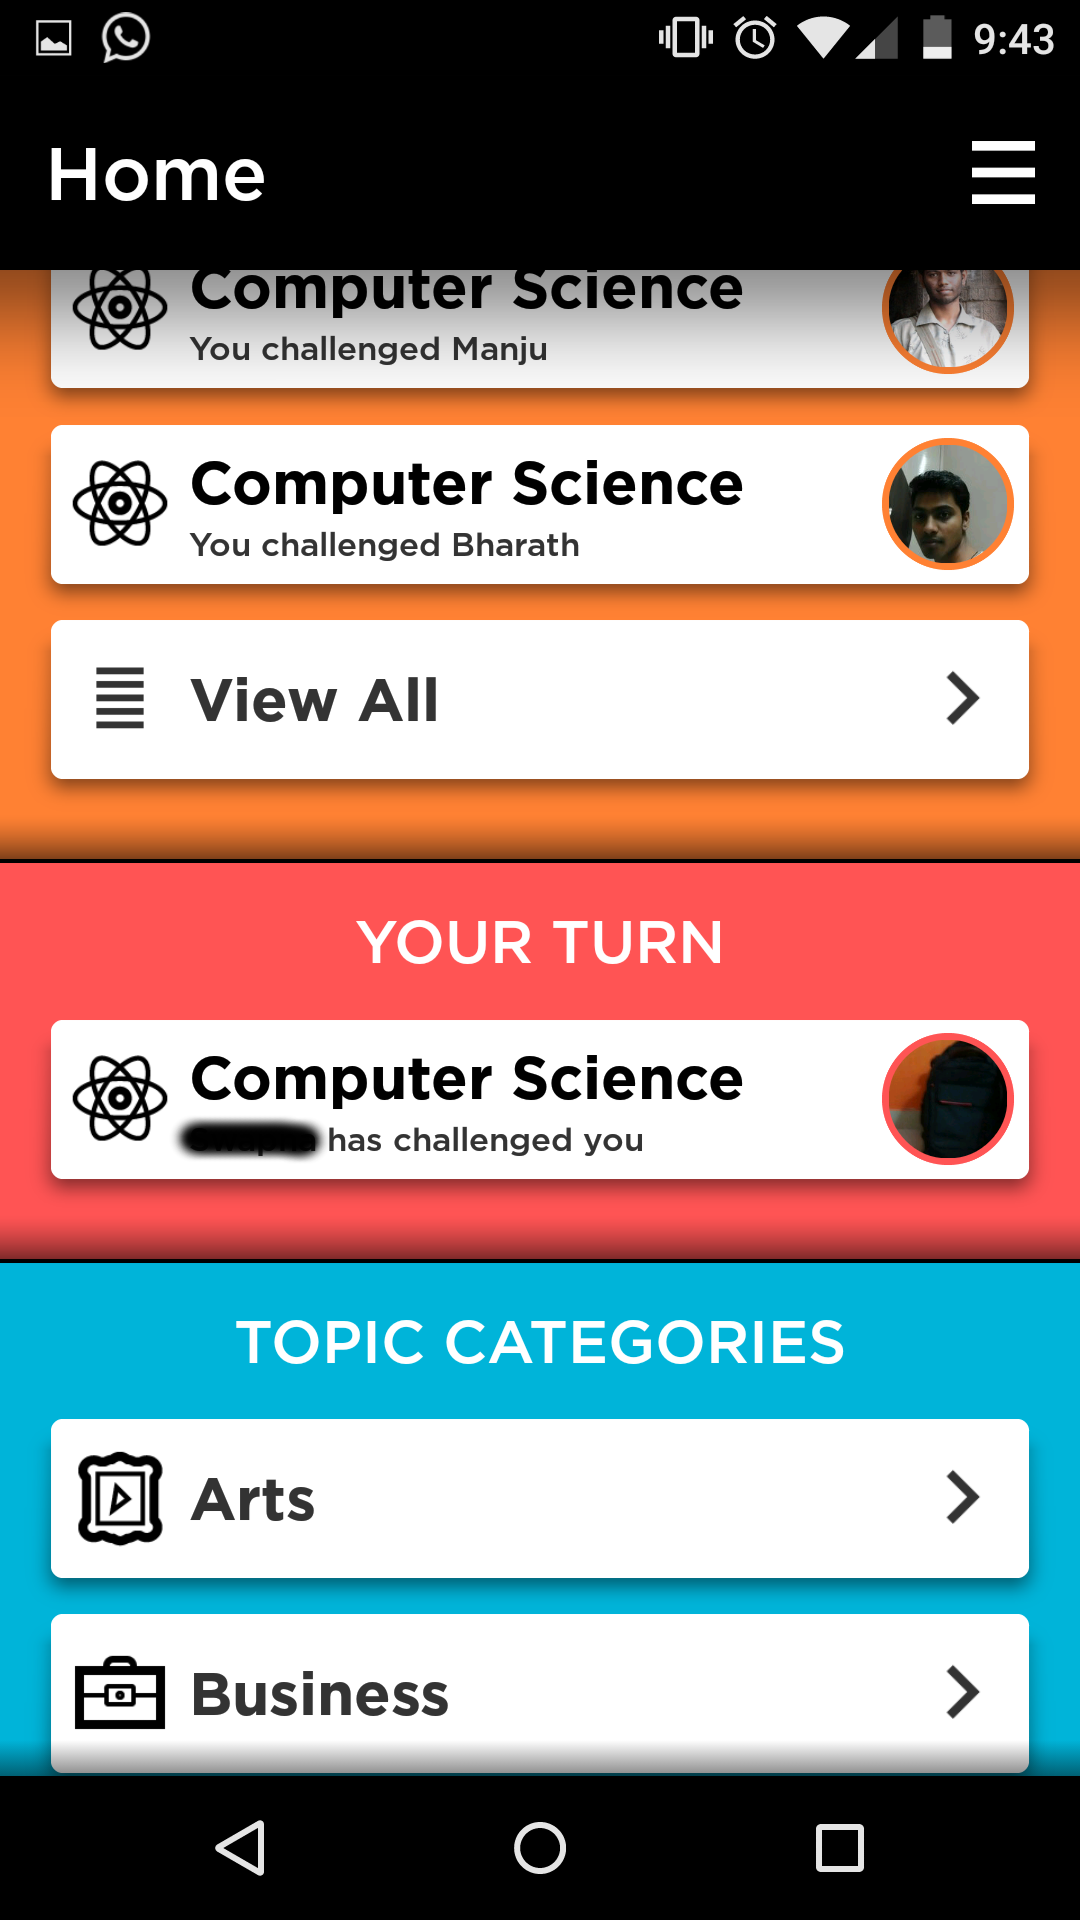 9:43
Home
Computer Science
You challenged Manju
Computer Science
You challenged Bharath
View All
YOUR TURN
Computer Science
has challenged you
TOPIC CATEGORIES
Arts
Business